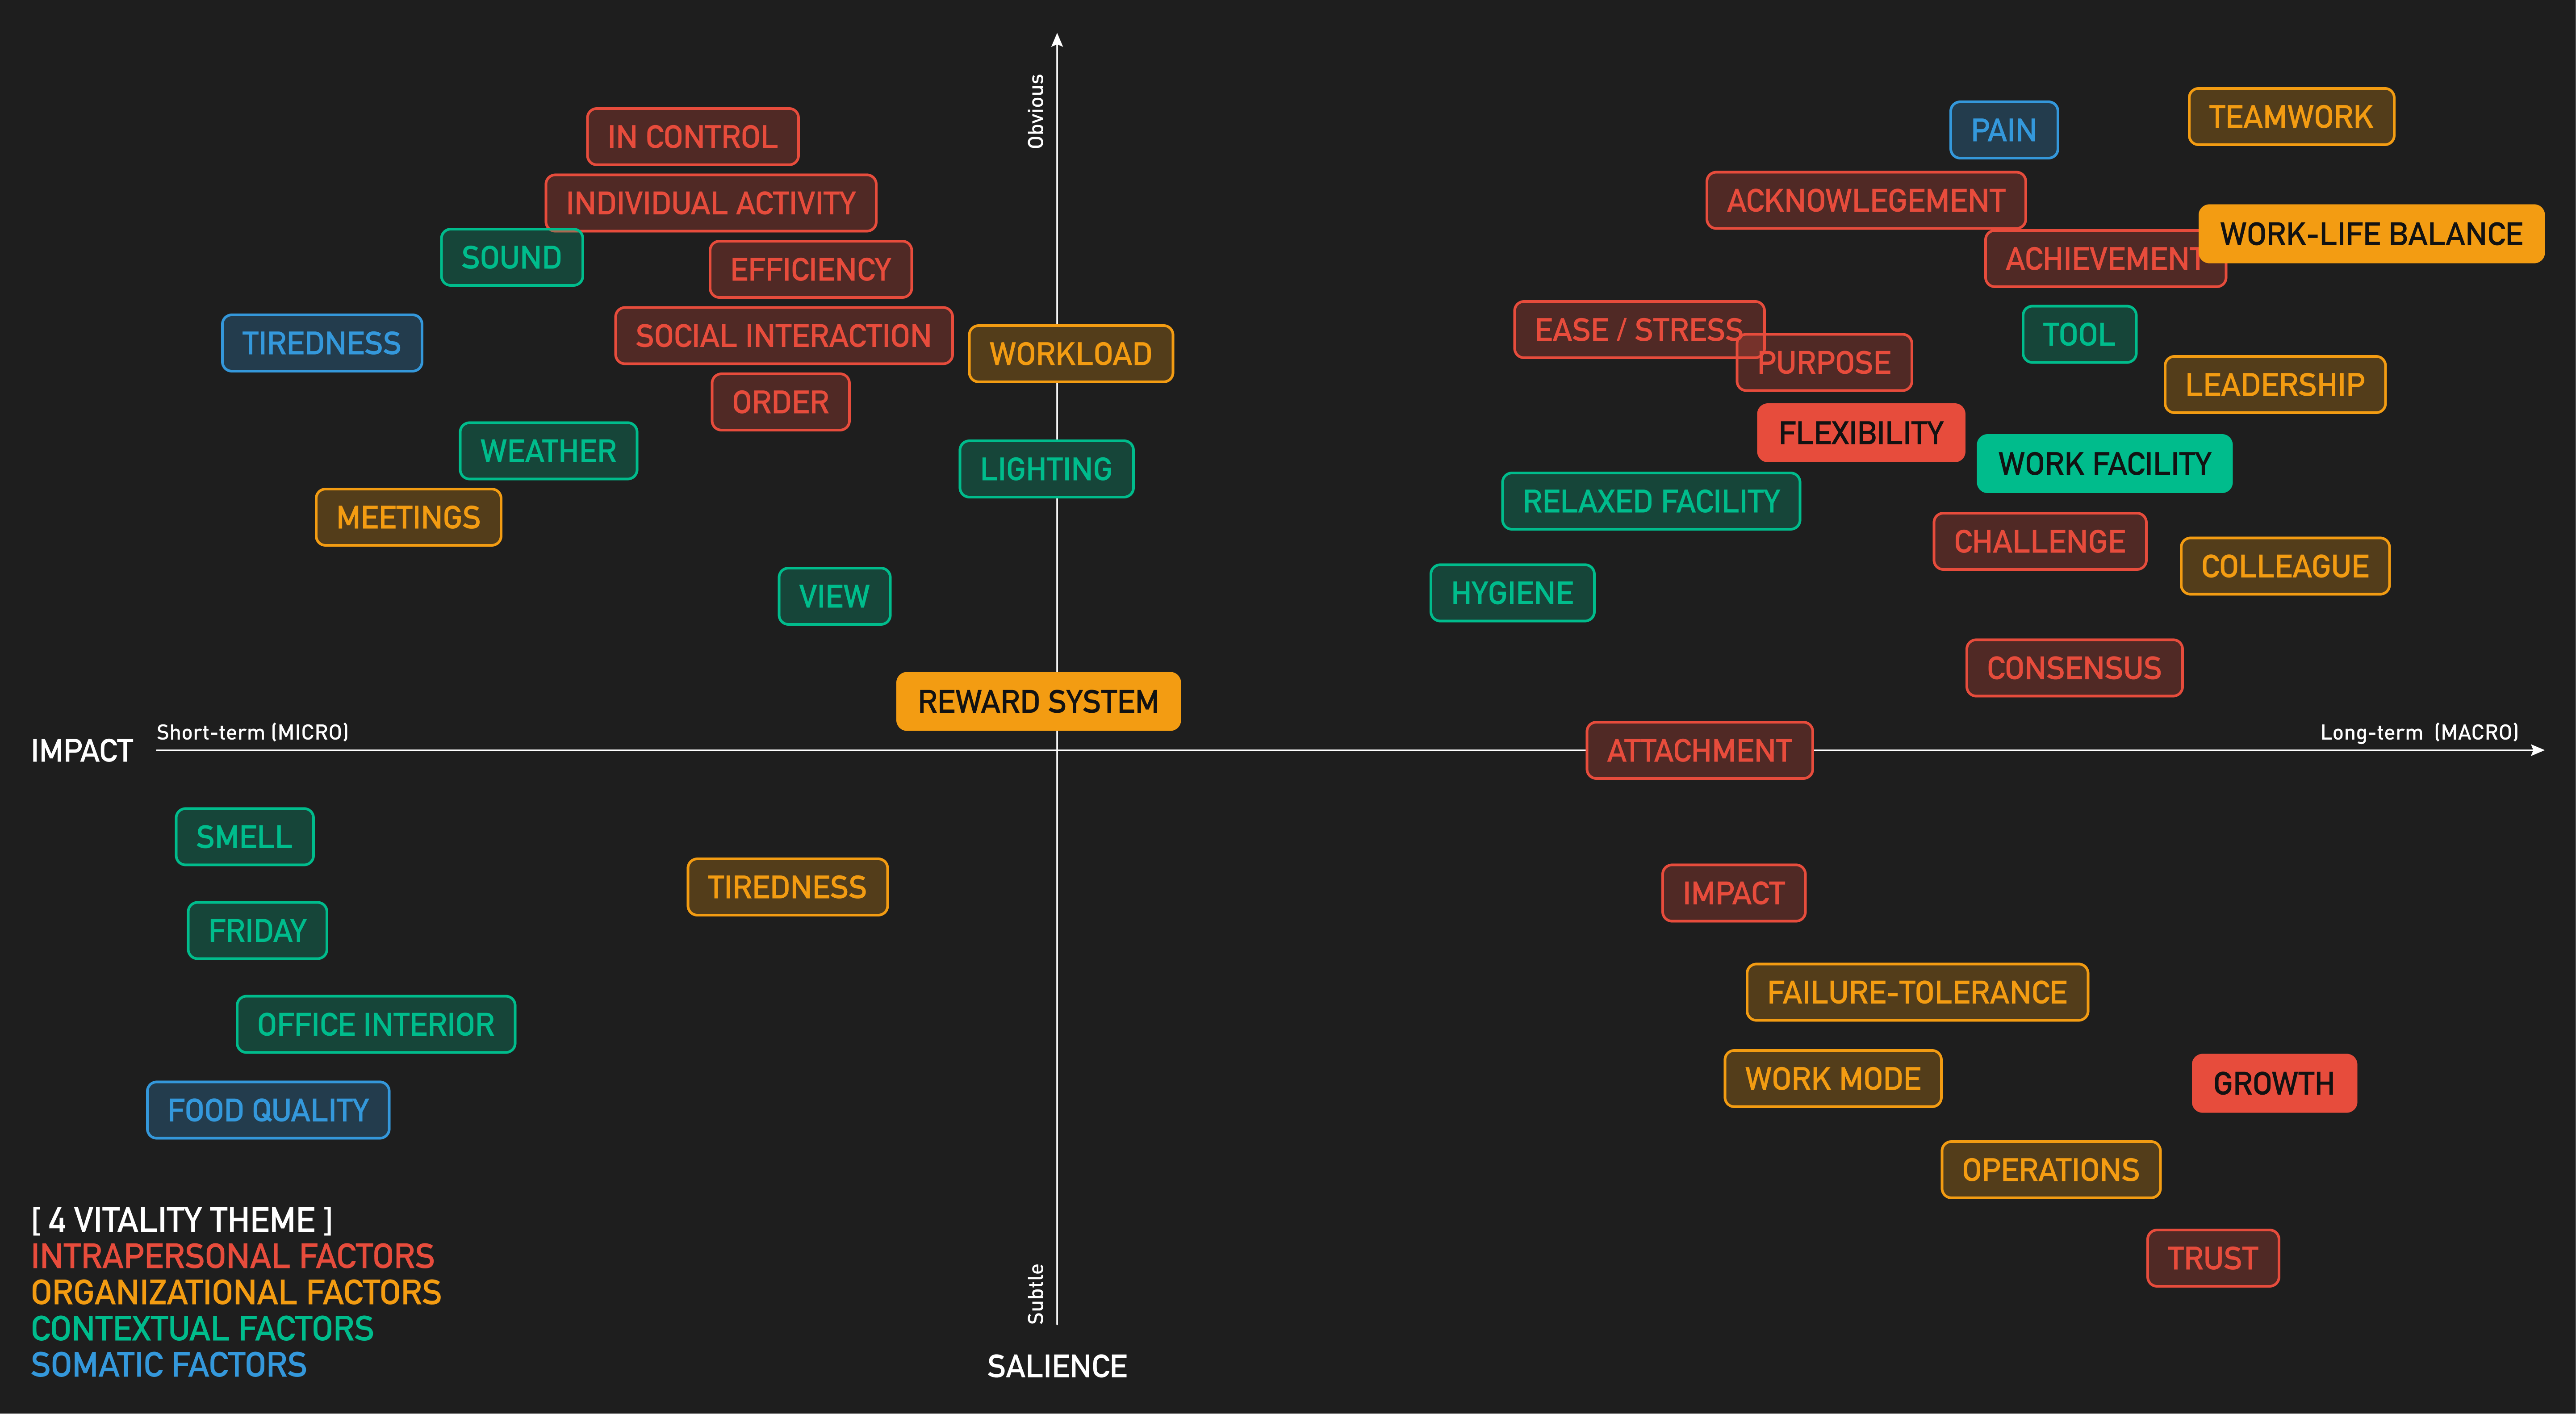 Obvious
TEAMWORK
PAIN
IN CONTROL
ACKNOWLEGEMENT
INDIVIDUAL ACTIVITY
WORK-LIFE BALANCE
SOUND
ACHIEVEMENT
EFFICIENCY
EASE / STRESS
TOOL
SOCIAL INTERACTION
TIREDNESS
WORKLOAD
PURPOSE
LEADERSHIP
ORDER
FLEXIBILITY
WEATHER
WORK FACILITY
LIGHTING
RELAXED FACILITY
MEETINGS
CHALLENGE
COLLEAGUE
HYGIENE
VIEW
CONSENSUS
REWARD SYSTEM
Short-term (MICRO)
Long-term (MACRO)
IMPACT
ATTACHMENT
SMELL
TIREDNESS
IMPACT
FRIDAY
FAILURE-TOLERANCE
OFFICE INTERIOR
WORK MODE
GROWTH
FOOD QUALITY
OPERATIONS
TRUST
Subtle
SALIENCE
[ 4 VITALITY THEME ]
INTRAPERSONAL FACTORS
ORGANIZATIONAL FACTORS
CONTEXTUAL FACTORS
SOMATIC FACTORS